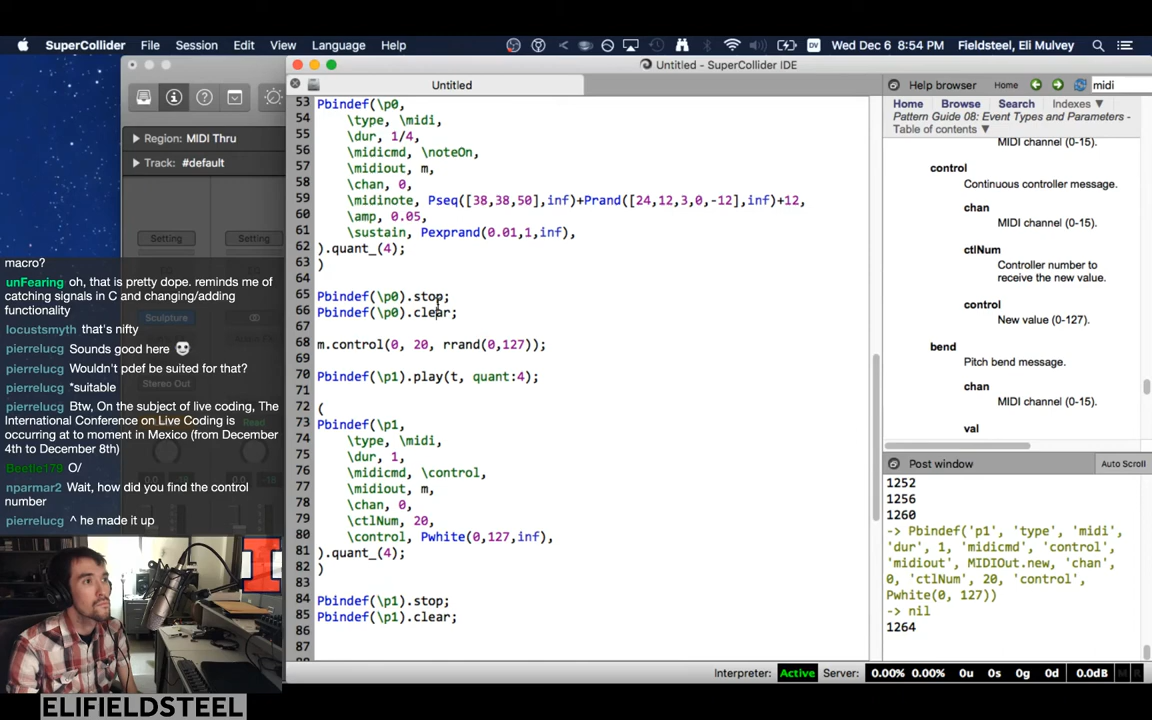 SuperCollider File Session Edit View Language Help DV Wed Dec 6 8:54 PM Fieldsteel, Eli Mulvey
Untitled - SuperCollider IDE
Untitled
Region: MIDI Thru
Track: #default
Setting Setting
Sculpture
Stereo Out
Read
macro?
unFearing oh, that is pretty dope. reminds me of
catching signals in C and changing/adding
functionality
locustsmyth that's nifty
pierrelucg Sounds good here
pierrelucg Wouldn't pdef be suited for that?
pierrelucg *suitable
pierrelucg Btw, On the subject of live coding, The
International Conference on Live Coding is
occurring at to moment in Mexico (from December
4th to December 8th)
Beetle179 O/
nparmar2 Wait, how did you find the control
number
pierrelucg ^ he made it up
ELIFIELDSTEEL
53 Pbindef(\p0,
54 \type, \midi,
55 \dur, 1/4,
56 \midicmd, \noteOn,
57 \midiout, m,
58 \chan, 0,
59 \midinote, Pseq([38,38,50],inf)+Prand([24,12,3,0,-12],inf)+12,
60 \amp, 0.05,
61 \sustain, Pexprand(0.01,1,inf),
62 ).quant_(4);
63 )
64
65 Pbindef(\p0).stop;
66 Pbindef(\p0).clear;
67
68 m.control(0, 20, rrand(0,127));
69
70 Pbindef(\p1).play(t, quant:4);
71
72 (
73 Pbindef(\p1,
74 \type, \midi,
75 \dur, 1,
76 \midicmd, \control,
77 \midiout, m,
78 \chan, 0,
79 \ctlNum, 20,
80 \control, Pwhite(0,127,inf),
81 ).quant_(4);
82 )
83
84 Pbindef(\p1).stop;
85 Pbindef(\p1).clear;
86
87
88
Help browser Home midi
Home Browse Search Indexes ▼
Pattern Guide 08: Event Types and Parameters -
Table of contents ▼
MIDI channel (0-15).
control
Continuous controller message.
chan
MIDI channel (0-15).
ctlNum
Controller number to
receive the new value.
control
New value (0-127).
bend
Pitch bend message.
chan
MIDI channel (0-15).
val
Post window Auto Scroll
1252
1256
1260
-> Pbindef('p1', 'type', 'midi',
'dur', 1, 'midicmd', 'control',
'midiout', MIDIOut.new, 'chan',
0, 'ctlNum', 20, 'control',
Pwhite(0, 127))
-> nil
1264
Interpreter: Active Server: 0.00% 0.00% 0u 0s 0g 0d 0.0dB M R